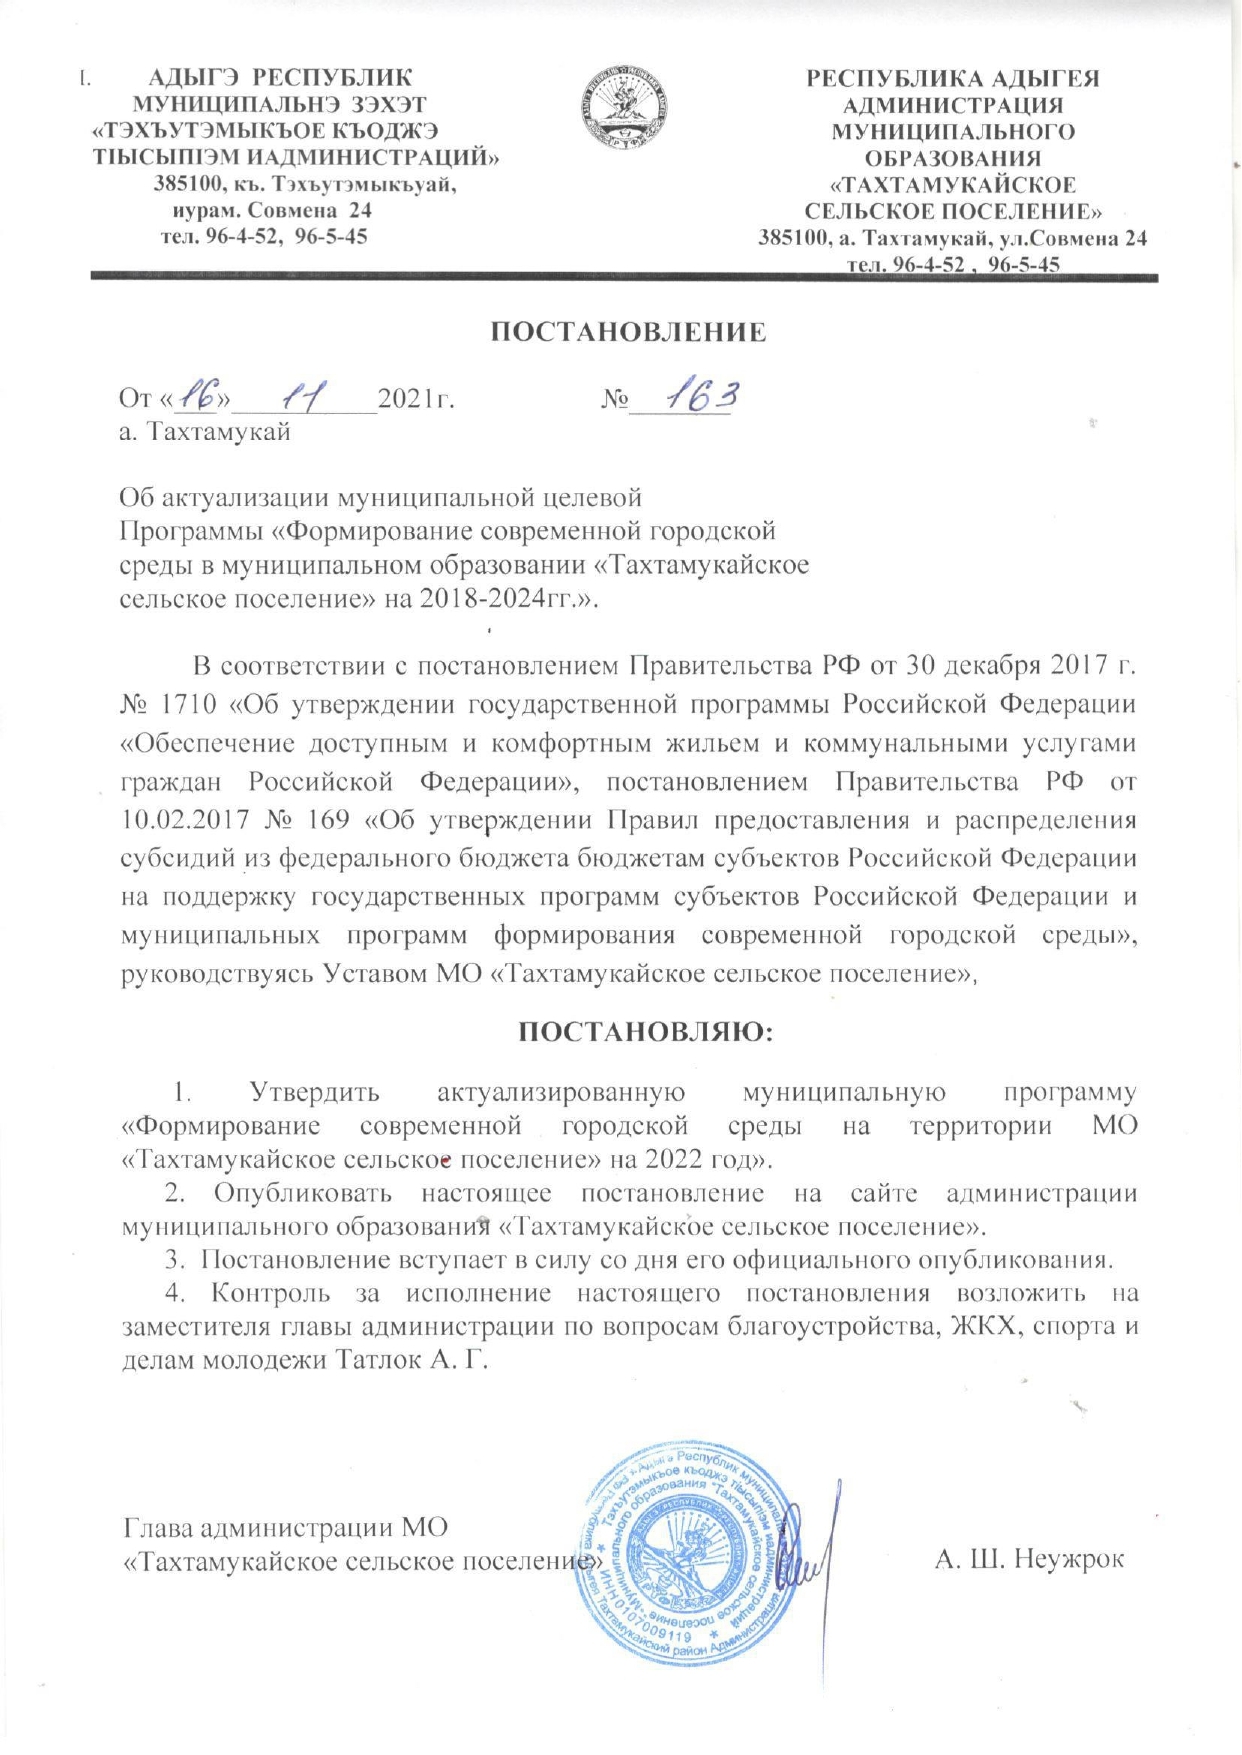 I. АДЫГЭ РЕСПУБЛИК
МУНИЦИПАЛЬНЭ ЗЭХЭТ
«ТЭХЪУТЭМЫКЪОЕ КЪОДЖЭ
ТIЫСЫПIЭМ ИАДМИНИСТРАЦИЙ»
385100, къ. Тэхъутэмыкъуай,
иурам. Совмена 24
тел. 96-4-52, 96-5-45
РЕСПУБЛИКА АДЫГЕЯ
АДМИНИСТРАЦИЯ
МУНИЦИПАЛЬНОГО
ОБРАЗОВАНИЯ
«ТАХТАМУКАЙСКОЕ
СЕЛЬСКОЕ ПОСЕЛЕНИЕ»
385100, а. Тахтамукай, ул.Совмена 24
тел. 96-4-52 , 96-5-45
ПОСТАНОВЛЕНИЕ
От «16» 11 2021г. № 163
а. Тахтамукай
Об актуализации муниципальной целевой
Программы «Формирование современной городской
среды в муниципальном образовании «Тахтамукайское
сельское поселение» на 2018-2024гг.».
В соответствии с постановлением Правительства РФ от 30 декабря 2017 г.
№ 1710 «Об утверждении государственной программы Российской Федерации
«Обеспечение доступным и комфортным жильем и коммунальными услугами
граждан Российской Федерации», постановлением Правительства РФ от
10.02.2017 № 169 «Об утверждении Правил предоставления и распределения
субсидий из федерального бюджета бюджетам субъектов Российской Федерации
на поддержку государственных программ субъектов Российской Федерации и
муниципальных программ формирования современной городской среды»,
руководствуясь Уставом МО «Тахтамукайское сельское поселение»,
ПОСТАНОВЛЯЮ:
1. Утвердить актуализированную муниципальную программу
«Формирование современной городской среды на территории МО
«Тахтамукайское сельское поселение» на 2022 год».
2. Опубликовать настоящее постановление на сайте администрации
муниципального образования «Тахтамукайское сельское поселение».
3. Постановление вступает в силу со дня его официального опубликования.
4. Контроль за исполнение настоящего постановления возложить на
заместителя главы администрации по вопросам благоустройства, ЖКХ, спорта и
делам молодежи Татлок А. Г.
Глава администрации МО
«Тахтамукайское сельское поселение»
А. Ш. Неужрок
Тэхъутэмыкъое къоджэ тIысыпIэм иадминистрацие
ИНН0107009119
Тахтамукайский район Администрация
муниципального образования "Тахтамукайское сельское поселение"